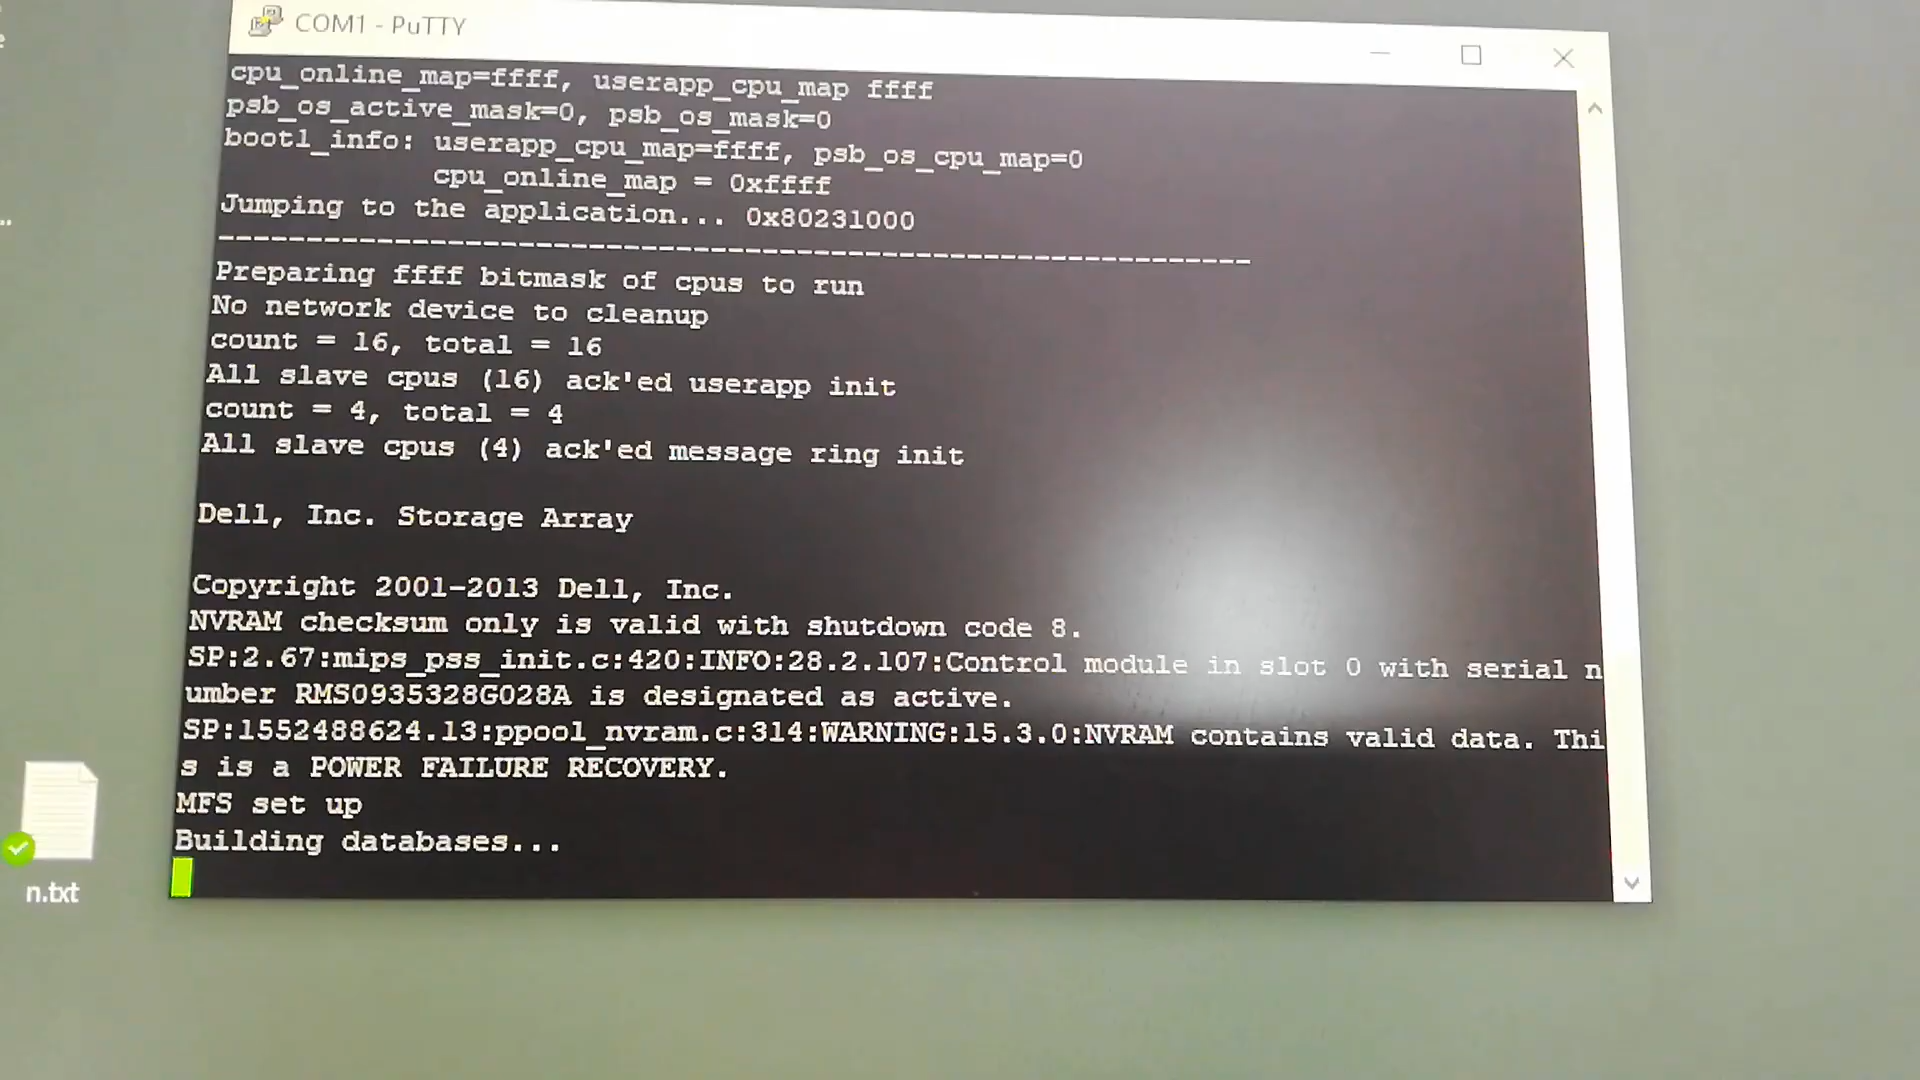 COM1 - PuTTY
cpu_online_map=ffff, userapp_cpu_map ffff
psb_os_active_mask=0, psb_os_mask=0
bootl_info: userapp_cpu_map=ffff, psb_os_cpu_map=0
cpu_online_map = 0xffff
Jumping to the application... 0x80231000
------------------------------------------------------------
Preparing ffff bitmask of cpus to run
No network device to cleanup
count = 16, total = 16
All slave cpus (16) ack'ed userapp init
count = 4, total = 4
All slave cpus (4) ack'ed message ring init
Dell, Inc. Storage Array
Copyright 2001-2013 Dell, Inc.
NVRAM checksum only is valid with shutdown code 8.
SP:2.67:mips_pss_init.c:420:INFO:28.2.107:Control module in slot 0 with serial n
umber RMS0935328G028A is designated as active.
SP:1552488624.13:ppool_nvram.c:314:WARNING:15.3.0:NVRAM contains valid data. Thi
s is a POWER FAILURE RECOVERY.
MFS set up
Building databases...
n.txt